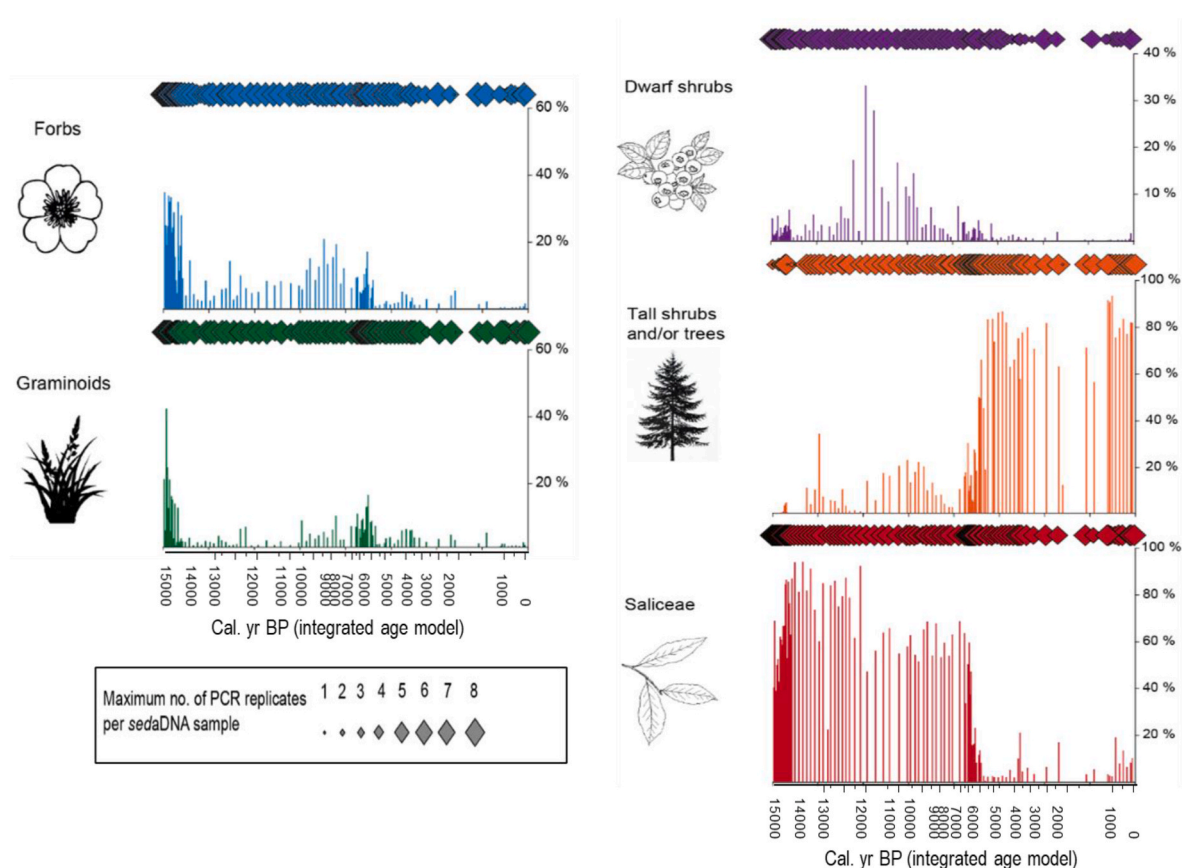 Forbs
60 %
40 %
20 %
Graminoids
60 %
40 %
20 %
15000 14000 13000 12000 11000 10000 9000 8000 7000 6000 5000 4000 3000 2000 1000 0
Cal. yr BP (integrated age model)
Maximum no. of PCR replicates
per sedaDNA sample
1 2 3 4 5 6 7 8
Dwarf shrubs
40 %
30 %
20 %
10 %
Tall shrubs
and/or trees
100 %
80 %
60 %
40 %
20 %
Saliceae
100 %
80 %
60 %
40 %
20 %
15000 14000 13000 12000 11000 10000 9000 8000 7000 6000 5000 4000 3000 2000 1000 0
Cal. yr BP (integrated age model)